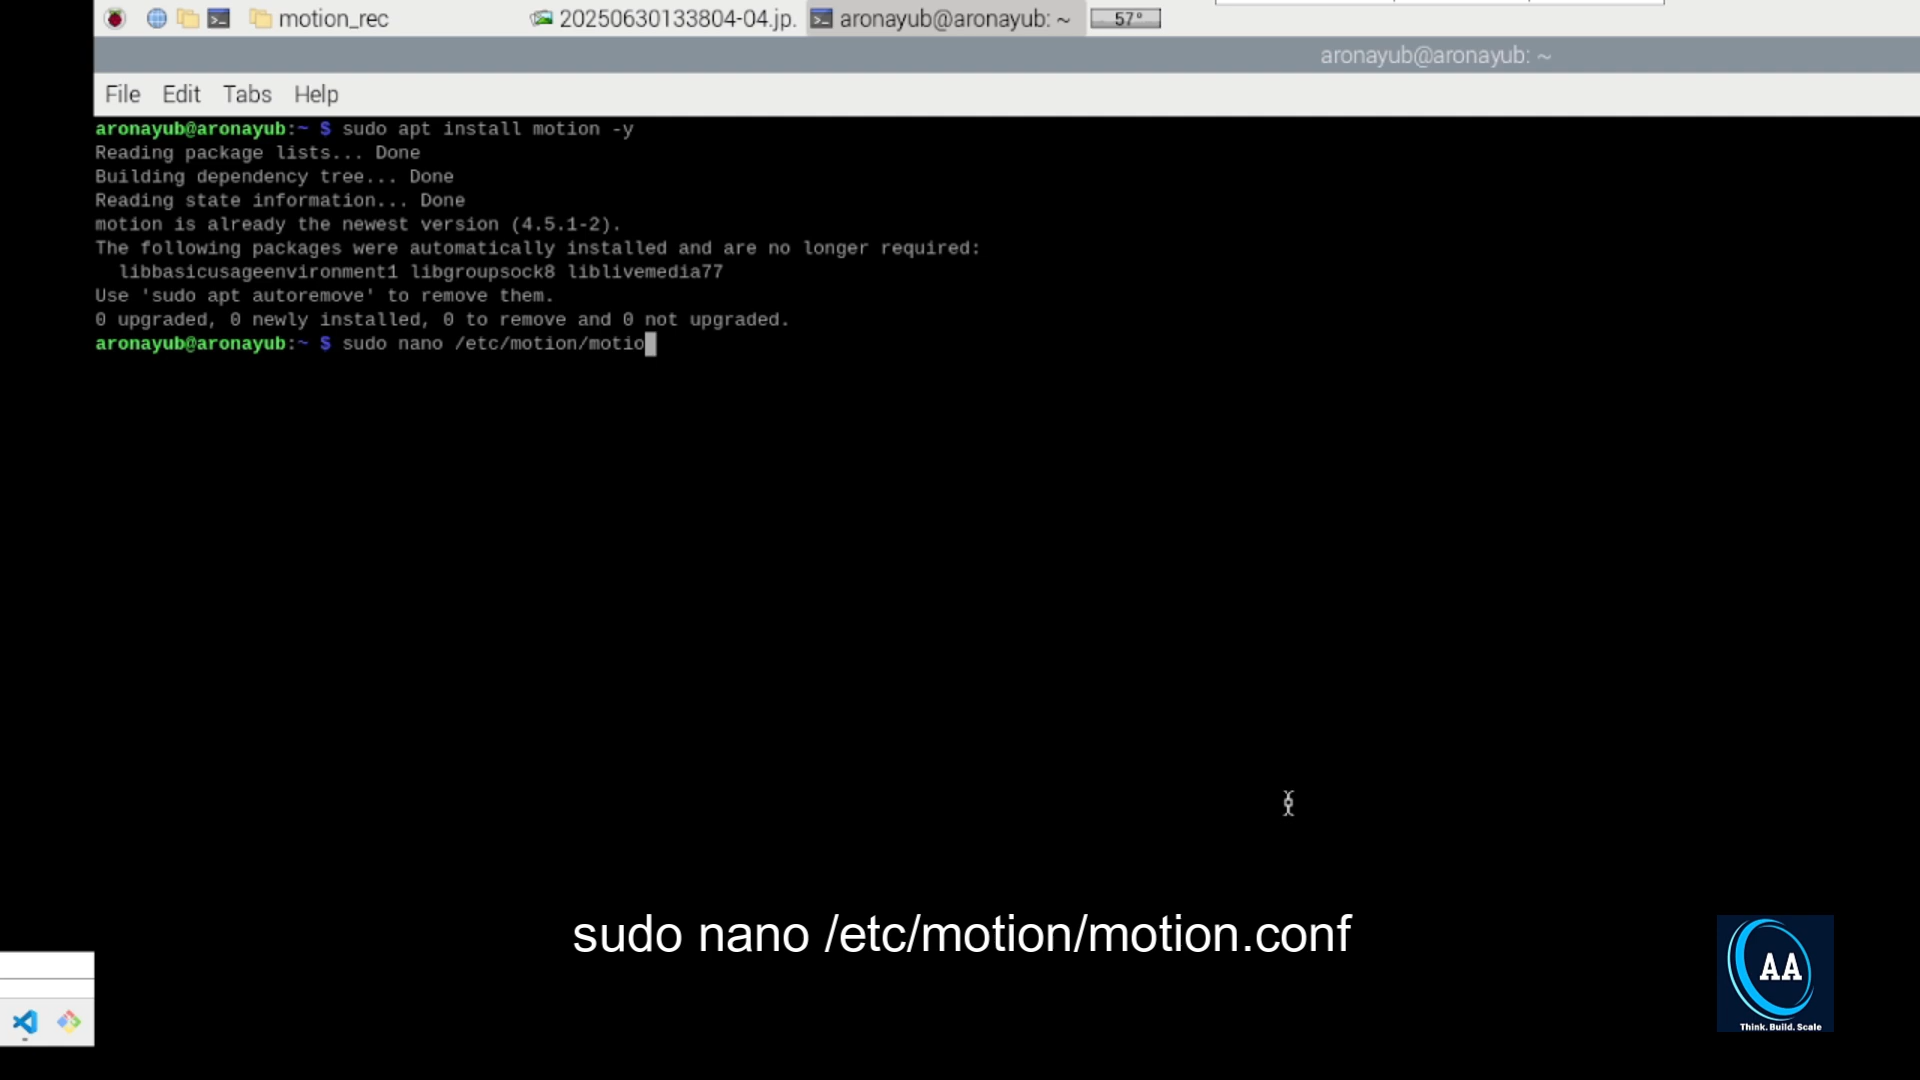 motion_rec 20250630133804-04.jp. aronayub@aronayub: ~ 57°
aronayub@aronayub: ~
File Edit Tabs Help
aronayub@aronayub:~ $ sudo apt install motion -y
Reading package lists... Done
Building dependency tree... Done
Reading state information... Done
motion is already the newest version (4.5.1-2).
The following packages were automatically installed and are no longer required:
  libbasicusageenvironment1 libgroupsock8 liblivemedia77
Use 'sudo apt autoremove' to remove them.
0 upgraded, 0 newly installed, 0 to remove and 0 not upgraded.
aronayub@aronayub:~ $ sudo nano /etc/motion/motio
sudo nano /etc/motion/motion.conf
AA
Think. Build. Scale